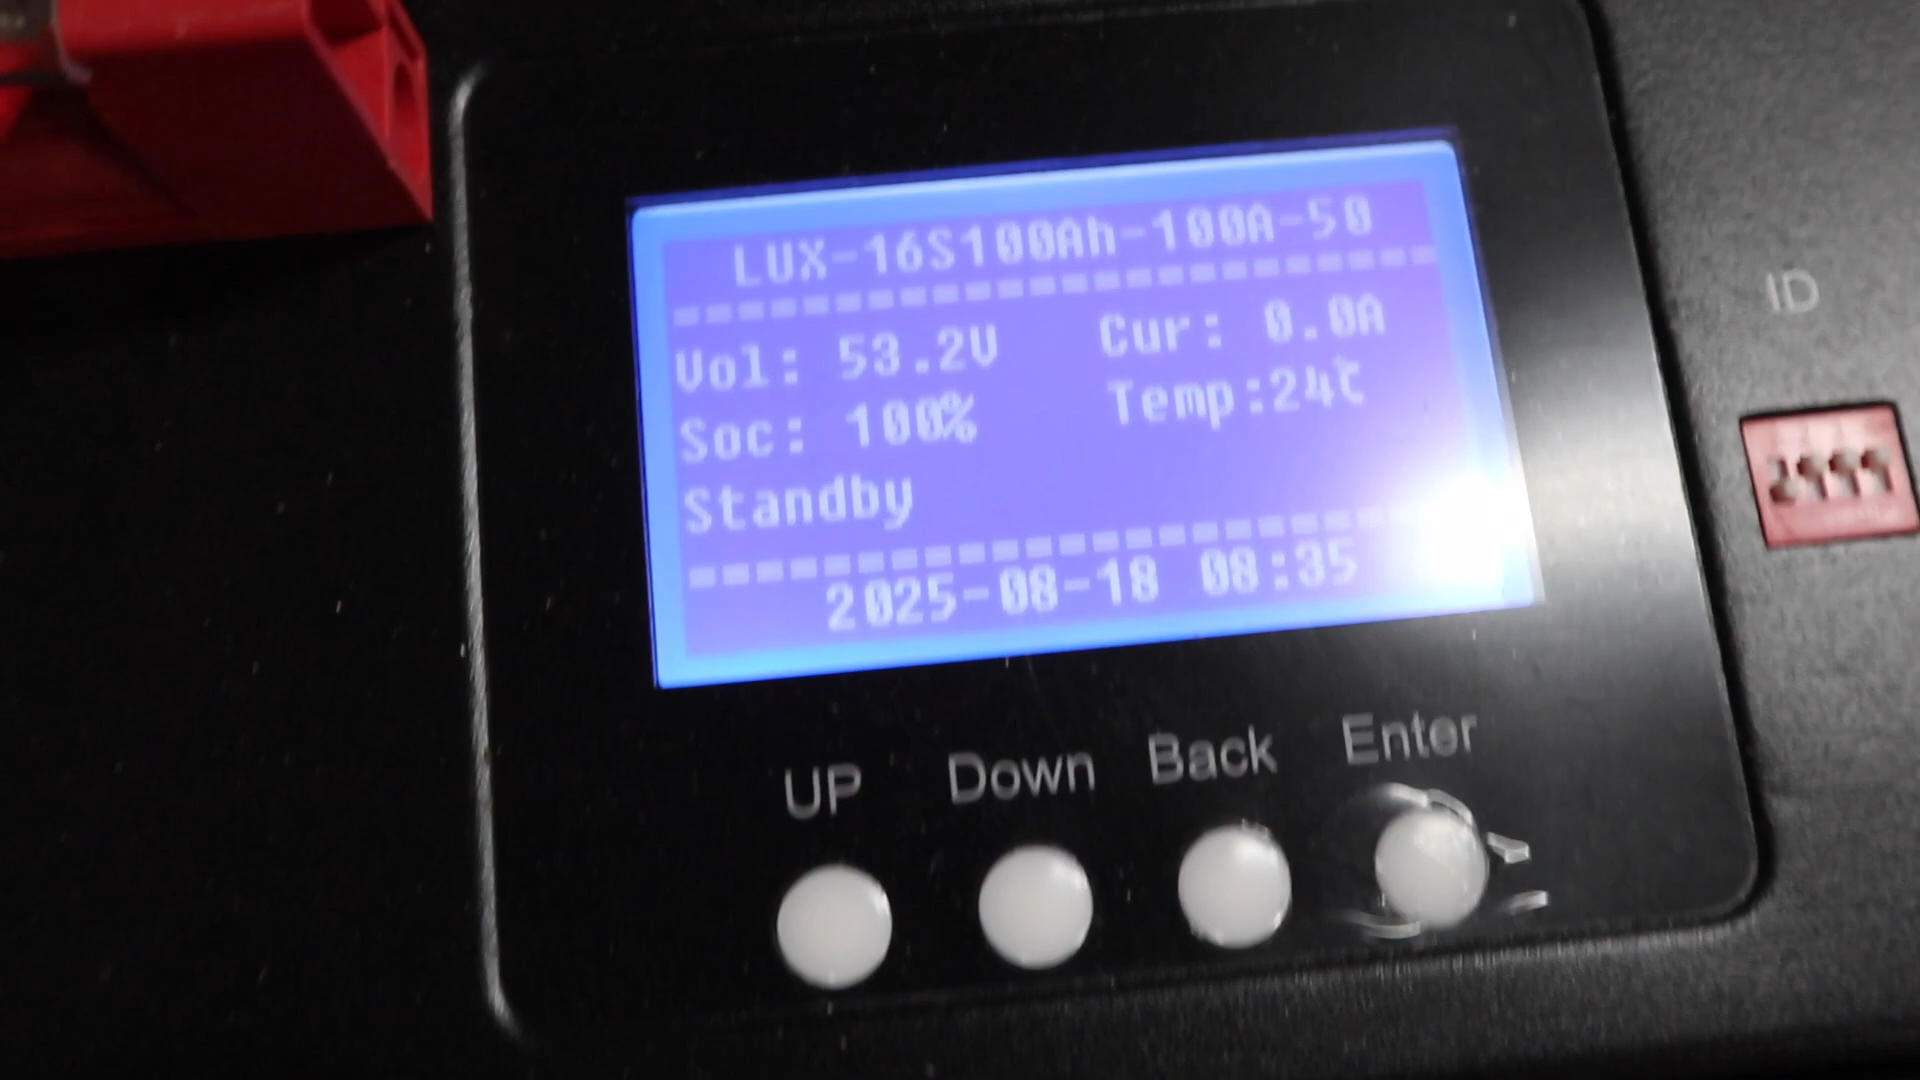 LUX-16S100Ah-100A-50
Vol: 53.2V Cur: 0.0A
Soc: 100% Temp:24℃
Standby
2025-08-18 08:35
UP Down Back Enter
ID